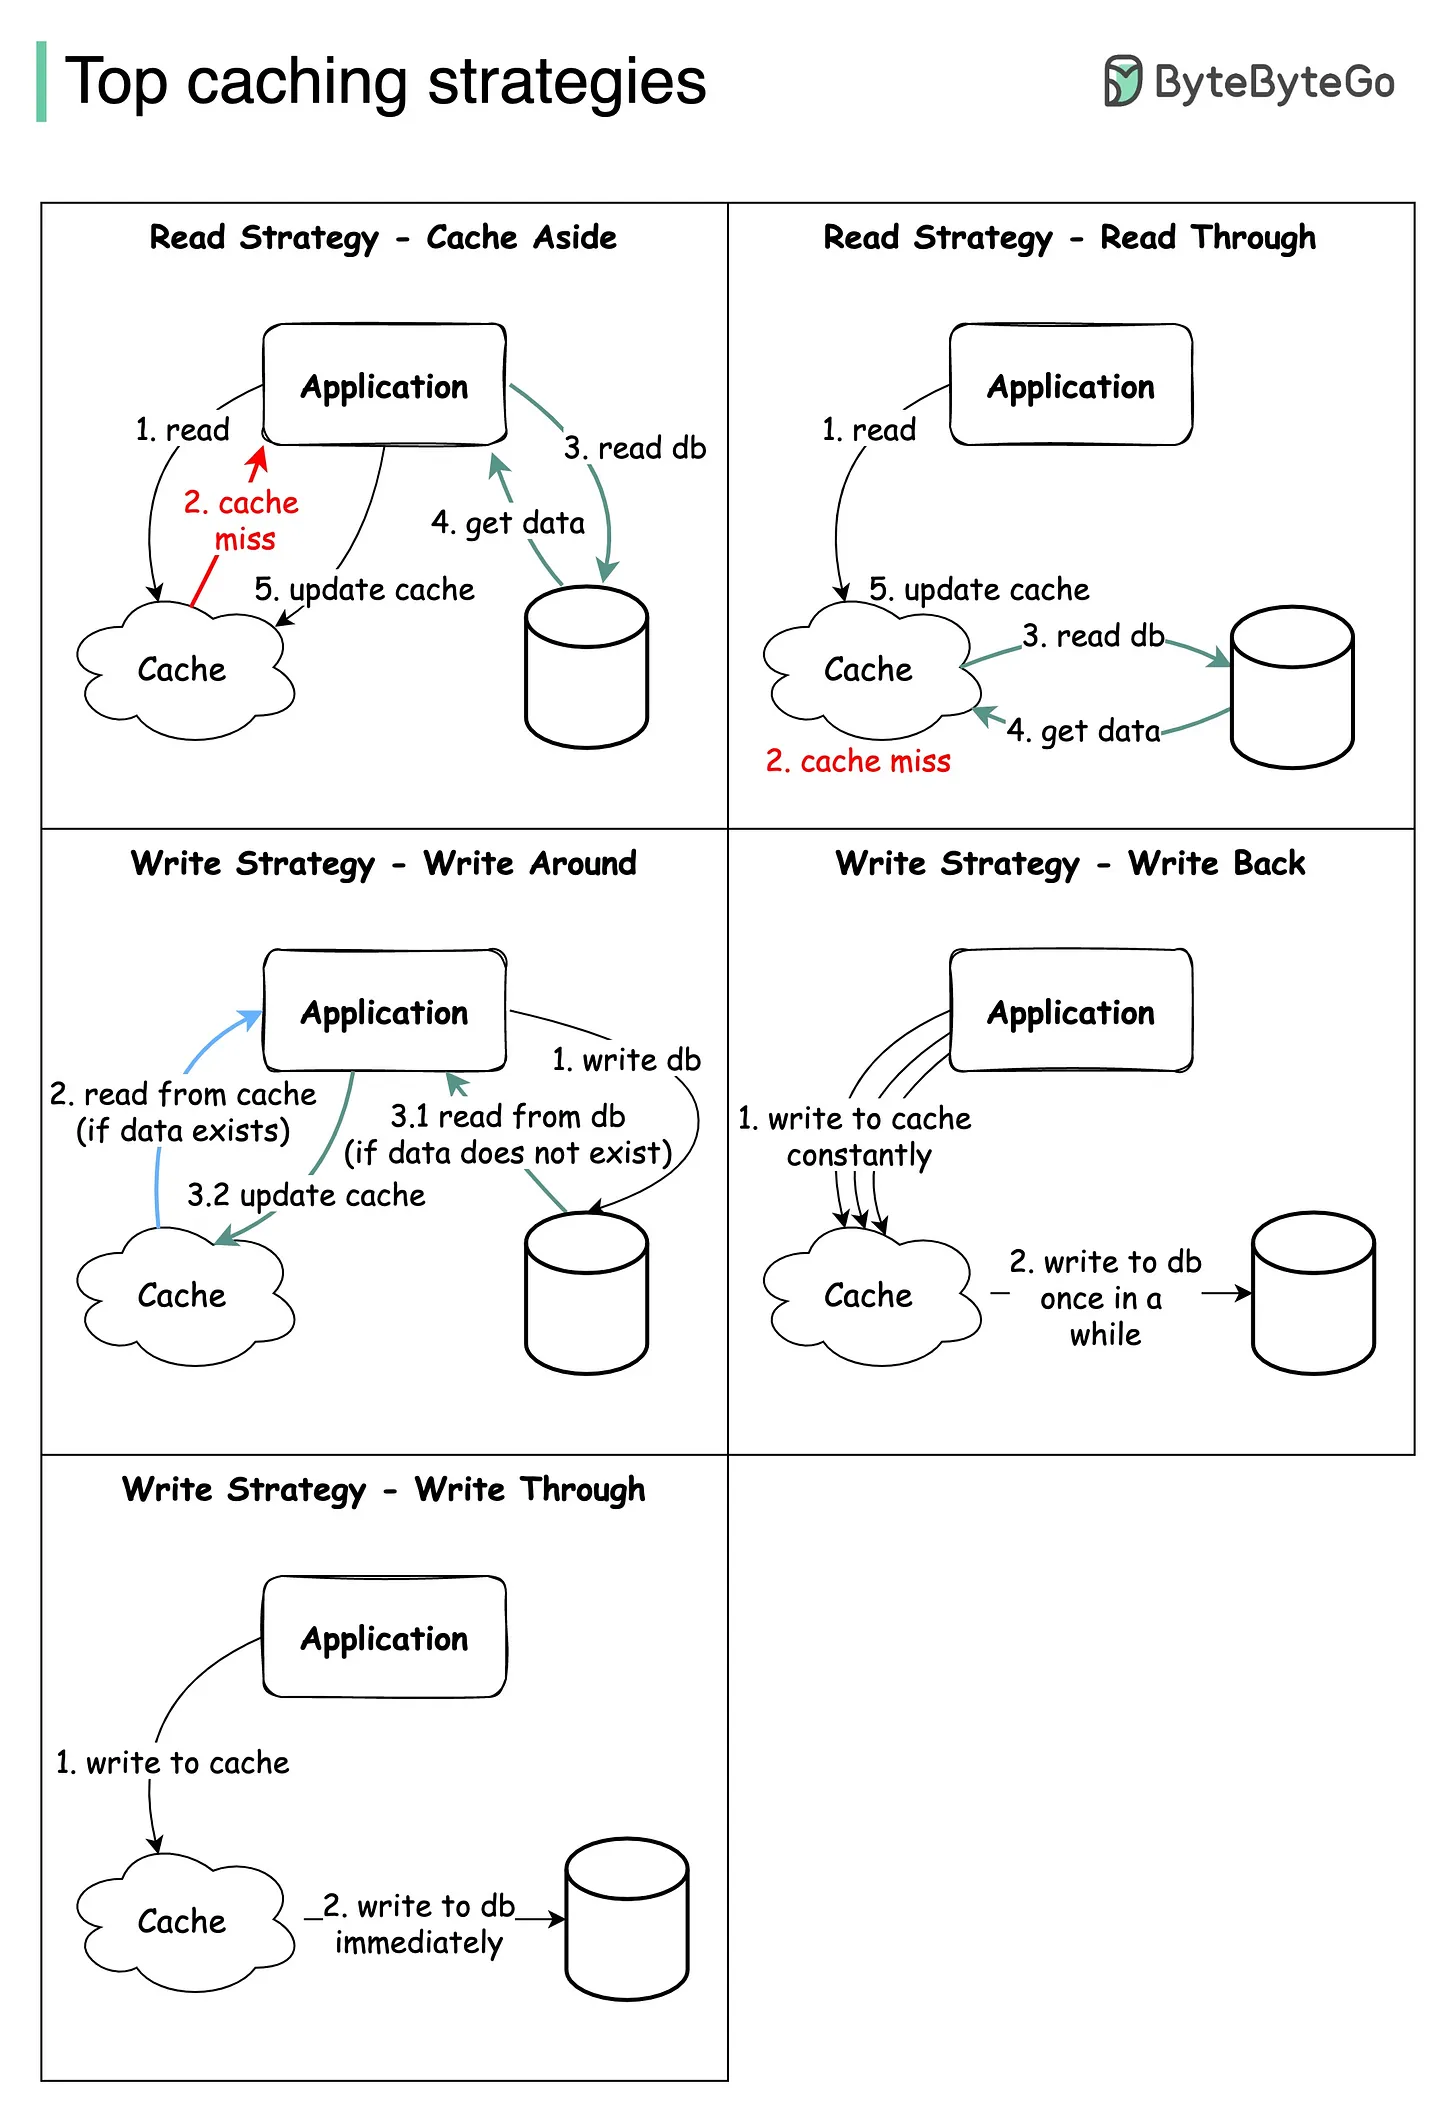 Top caching strategies
ByteByteGo
Read Strategy - Cache Aside
Application
1. read
3. read db
2. cache
miss
4. get data
5. update cache
Cache
Read Strategy - Read Through
Application
1. read
5. update cache
3. read db
Cache
4. get data
2. cache miss
Write Strategy - Write Around
Application
1. write db
2. read from cache
(if data exists)
3.1 read from db
(if data does not exist)
3.2 update cache
Cache
Write Strategy - Write Back
Application
1. write to cache
constantly
2. write to db
once in a
while
Cache
Write Strategy - Write Through
Application
1. write to cache
Cache
2. write to db
immediately